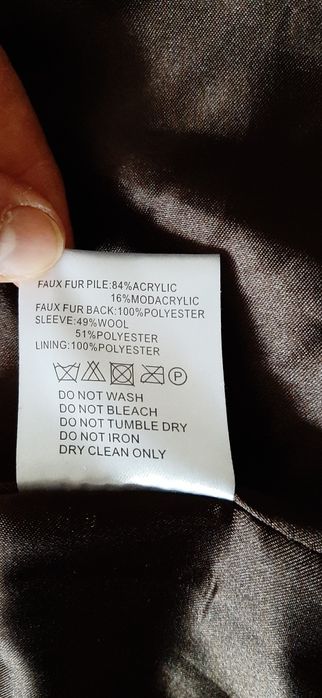 FAUX FUR PILE:84%ACRYLIC
16%MODACRYLIC
FAUX FUR BACK:100%POLYESTER
SLEEVE:49%WOOL
51%POLYESTER
LINING:100%POLYESTER
P
DO NOT WASH
DO NOT BLEACH
DO NOT TUMBLE DRY
DO NOT IRON
DRY CLEAN ONLY